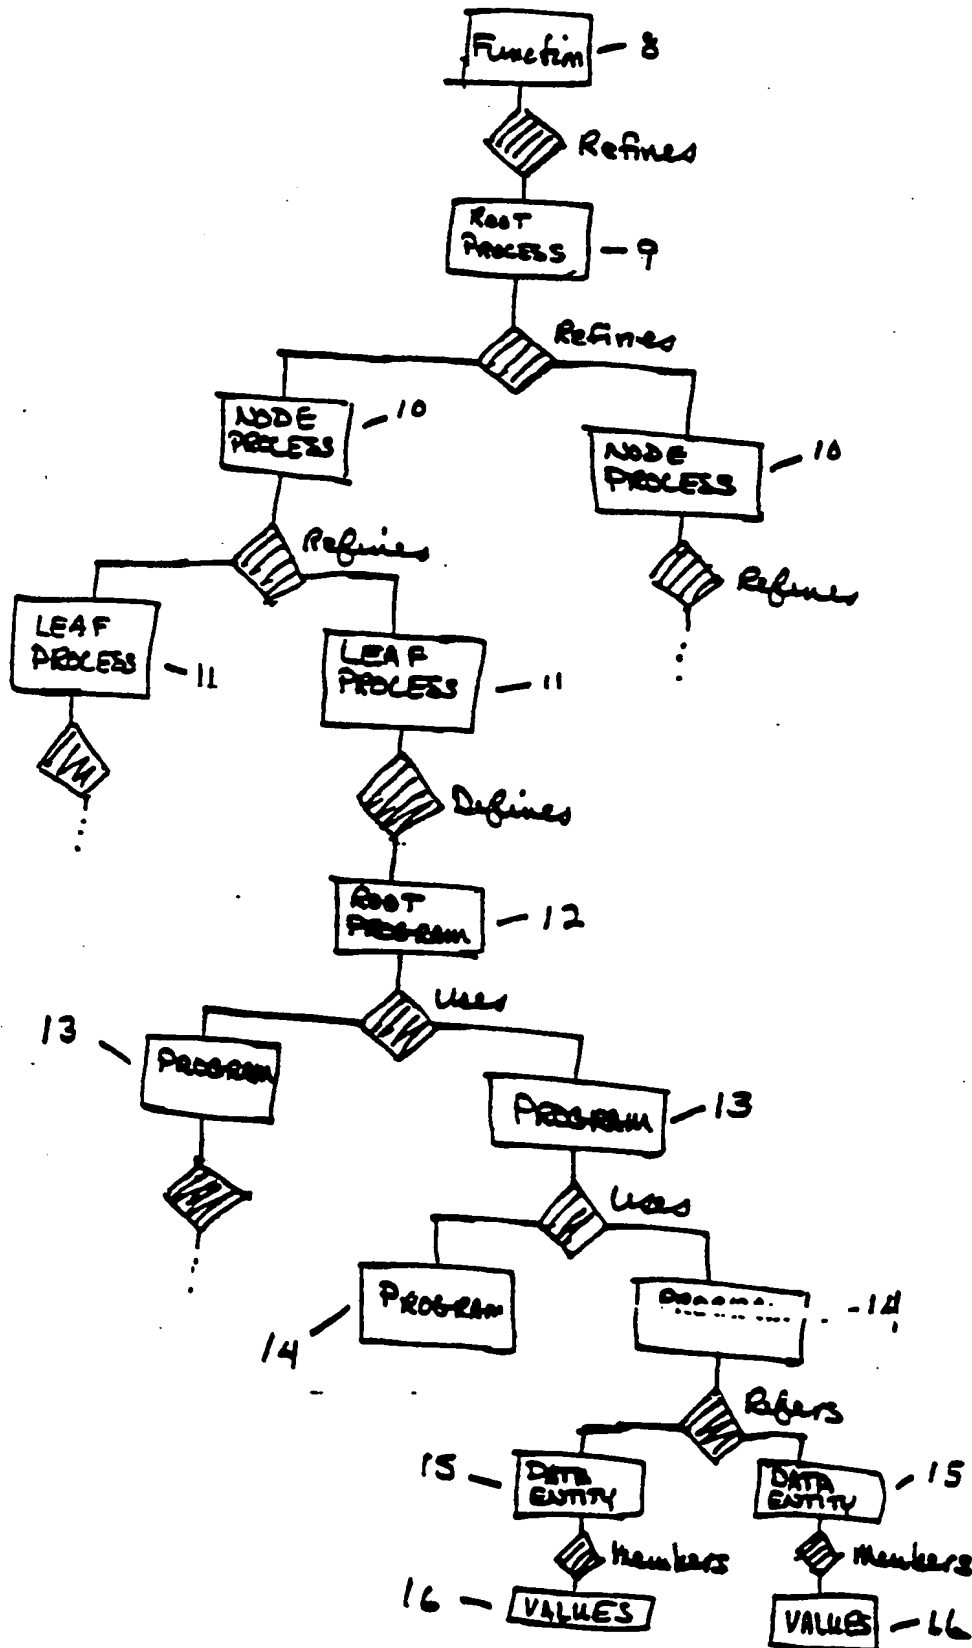 Function - 8
Refines
ROOT
PROCESS - 9
Refines
NODE
PROCESS - 10
NODE
PROCESS - 10
Refines
Refines
LEAF
PROCESS - 11
LEAF
PROCESS - 11
Defines
ROOT
PROGRAM - 12
Uses
13 - PROGRAM
PROGRAM - 13
Uses
14 - PROGRAM
- 14
Refers
15 - DATA
ENTITY
DATA
ENTITY - 15
Members
Members
16 - VALUES
VALUES - 16